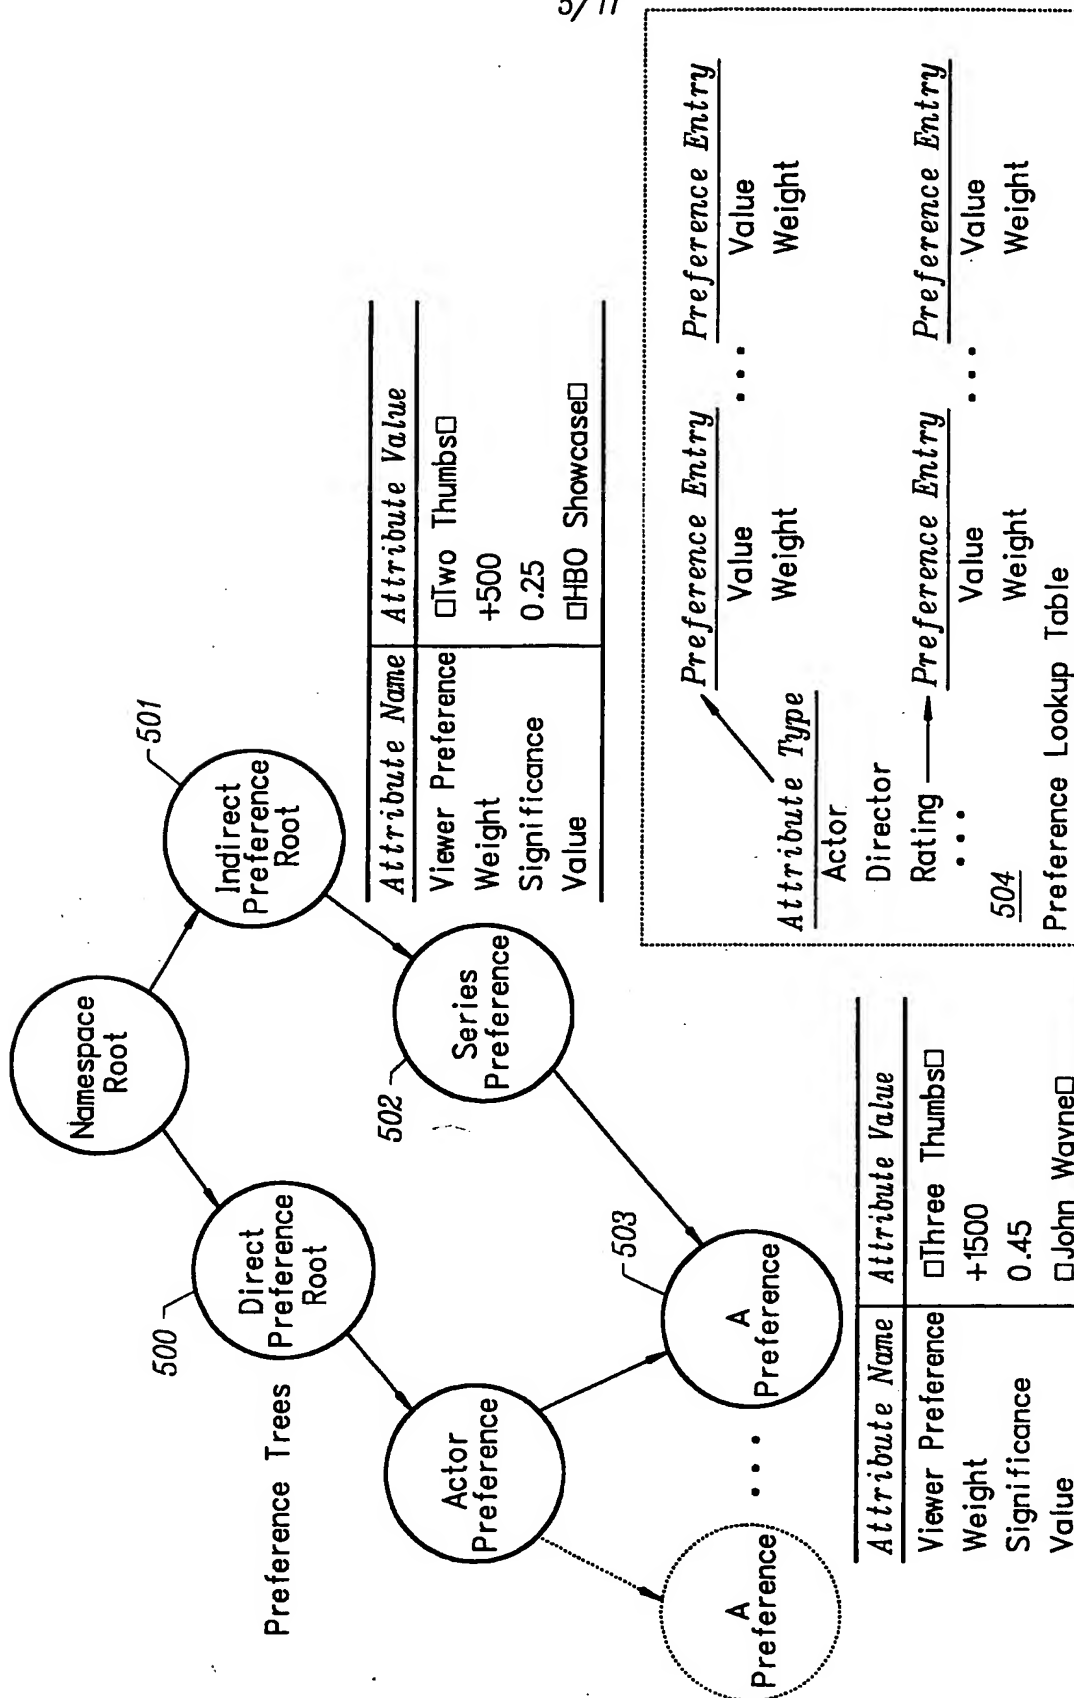 5/11
Preference Trees
Namespace
Root
500
Direct
Preference
Root
501
Indirect
Preference
Root
Actor
Preference
502
Series
Preference
A
Preference
....
503
A
Preference
Attribute Name Attribute Value
Viewer Preference □Two Thumbs□
Weight +500
Significance 0.25
Value □HBO Showcase□
Attribute Name Attribute Value
Viewer Preference □Three Thumbs□
Weight +1500
Significance 0.45
Value □John Wayne□
Attribute Type
Actor
Director
Rating
...
Preference Entry ... Preference Entry
Value Value
Weight Weight
Preference Entry ... Preference Entry
Value Value
Weight Weight
504
Preference Lookup Table